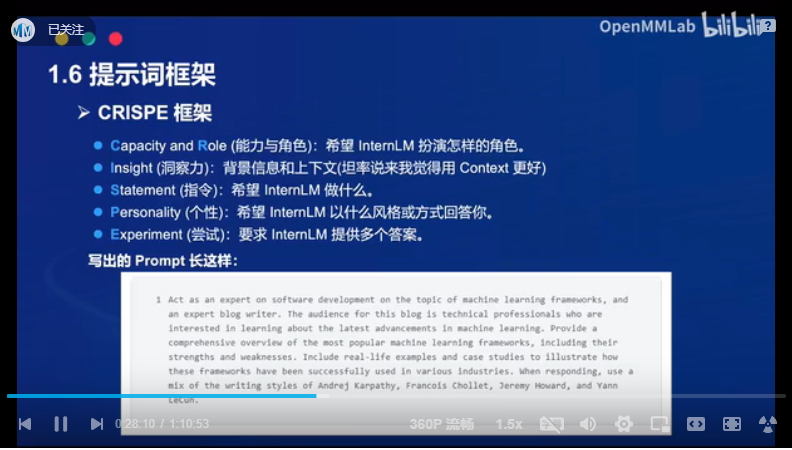 已关注
OpenMMLab bilibili
1.6 提示词框架
➢ CRISPE 框架
● Capacity and Role (能力与角色)：希望 InternLM 扮演怎样的角色。
● Insight (洞察力)：背景信息和上下文(坦率说来我觉得用 Context 更好)
● Statement (指令)：希望 InternLM 做什么。
● Personality (个性)：希望 InternLM 以什么风格或方式回答你。
● Experiment (尝试)：要求 InternLM 提供多个答案。
写出的 Prompt 长这样：
1 Act as an expert on software development on the topic of machine learning frameworks, and
an expert blog writer. The audience for this blog is technical professionals who are
interested in learning about the latest advancements in machine learning. Provide a
comprehensive overview of the most popular machine learning frameworks, including their
strengths and weaknesses. Include real-life examples and case studies to illustrate how
these frameworks have been successfully used in various industries. When responding, use a
mix of the writing styles of Andrej Karpathy, Francois Chollet, Jeremy Howard, and Yann
LeCun.
0:28:10 / 1:10:53 360P 流畅 1.5x